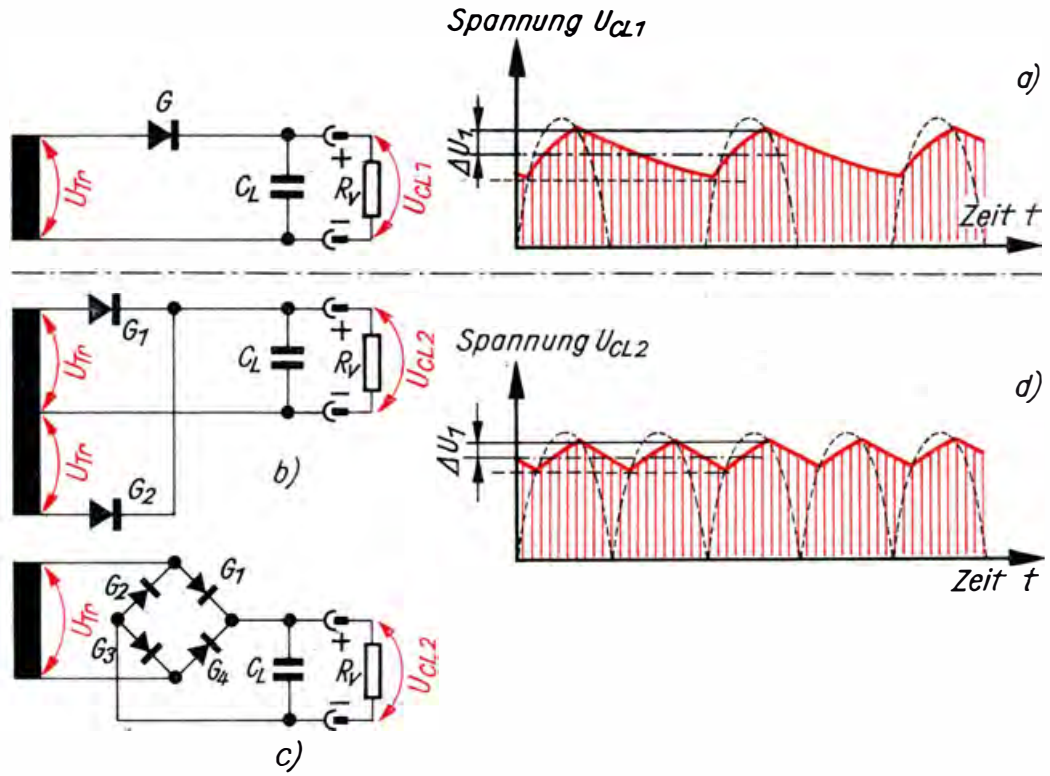 Spannung U_CL1
a)
G
U_Tr
C_L
+
R_V
–
U_CL1
ΔU_1
Zeit t
G_1
U_Tr
U_Tr
G_2
C_L
+
R_V
–
U_CL2
b)
Spannung U_CL2
d)
ΔU_1
Zeit t
U_Tr
G_2
G_1
G_3
G_4
C_L
+
R_V
–
U_CL2
c)